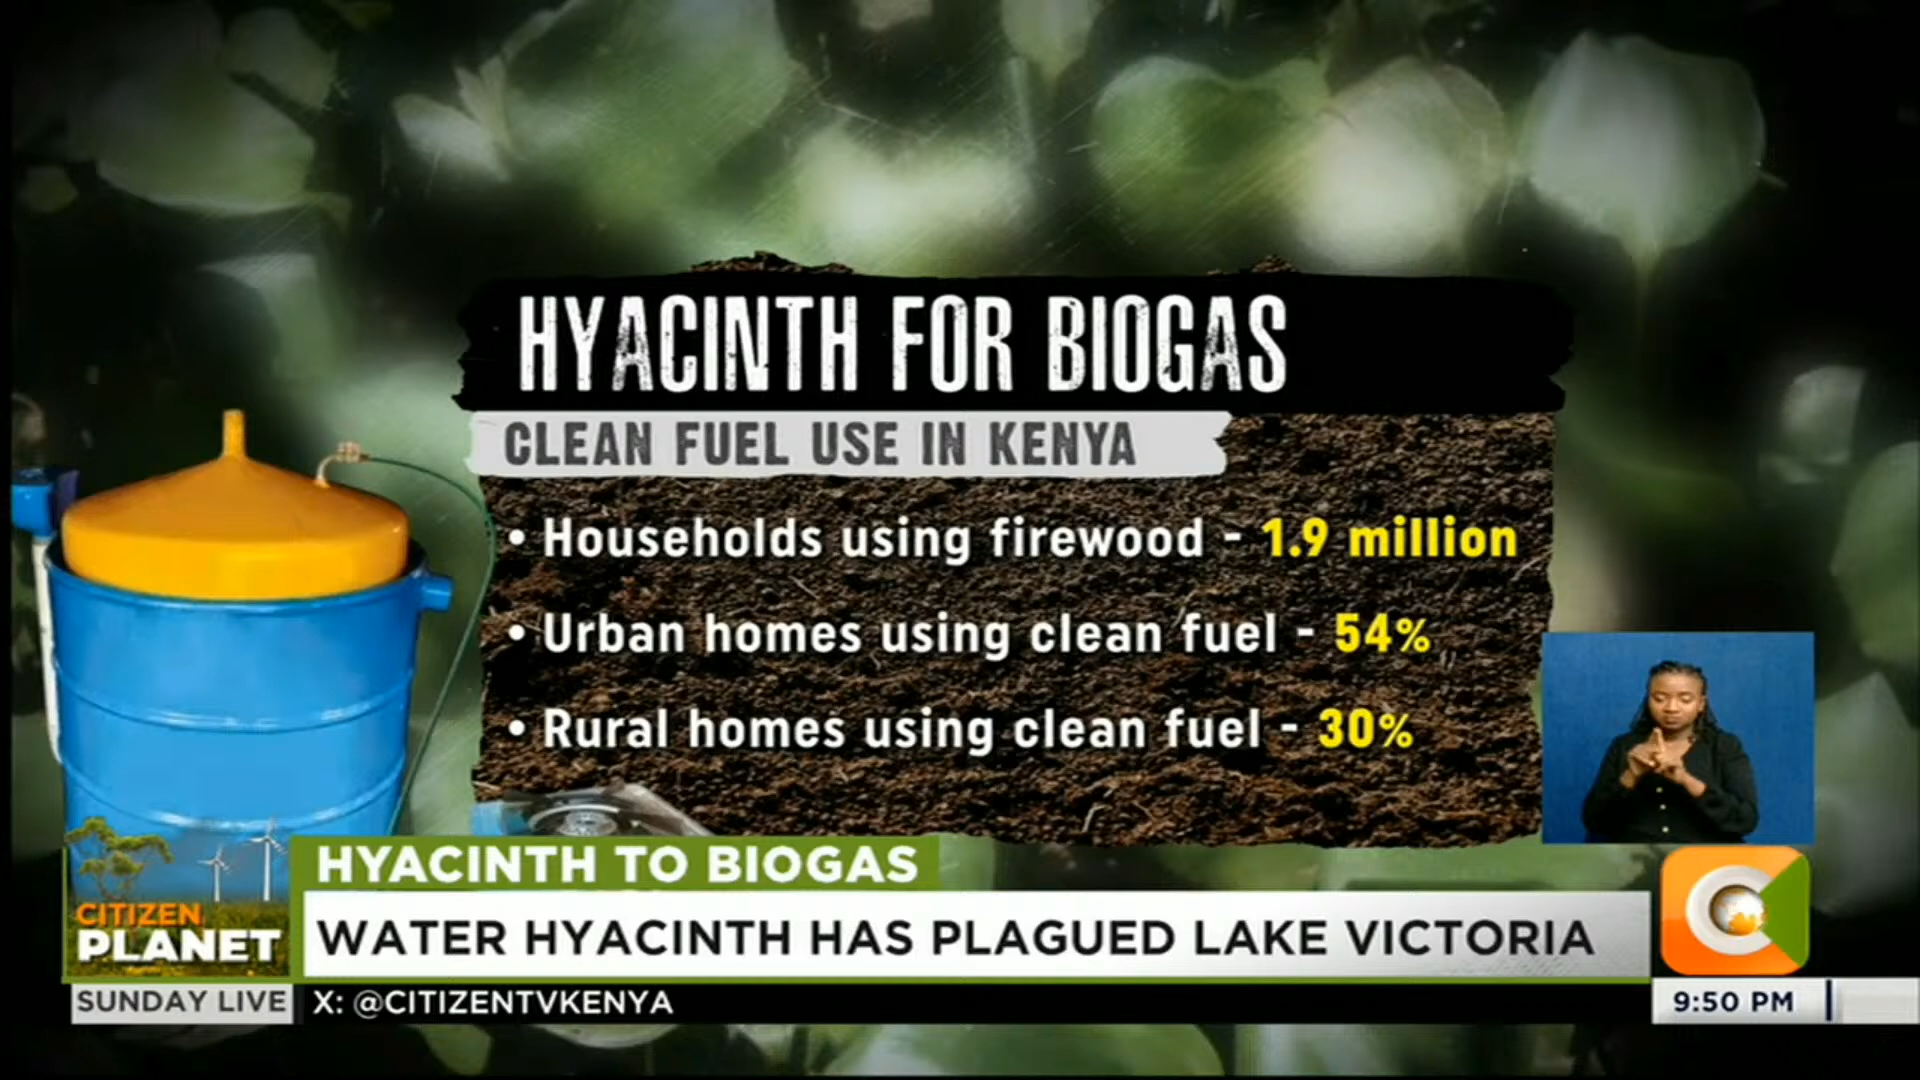 HYACINTH FOR BIOGAS
CLEAN FUEL USE IN KENYA
• Households using firewood - 1.9 million
• Urban homes using clean fuel - 54%
• Rural homes using clean fuel - 30%
HYACINTH TO BIOGAS
WATER HYACINTH HAS PLAGUED LAKE VICTORIA
CITIZEN
PLANET
SUNDAY LIVE
X: @CITIZENTVKENYA
9:50 PM